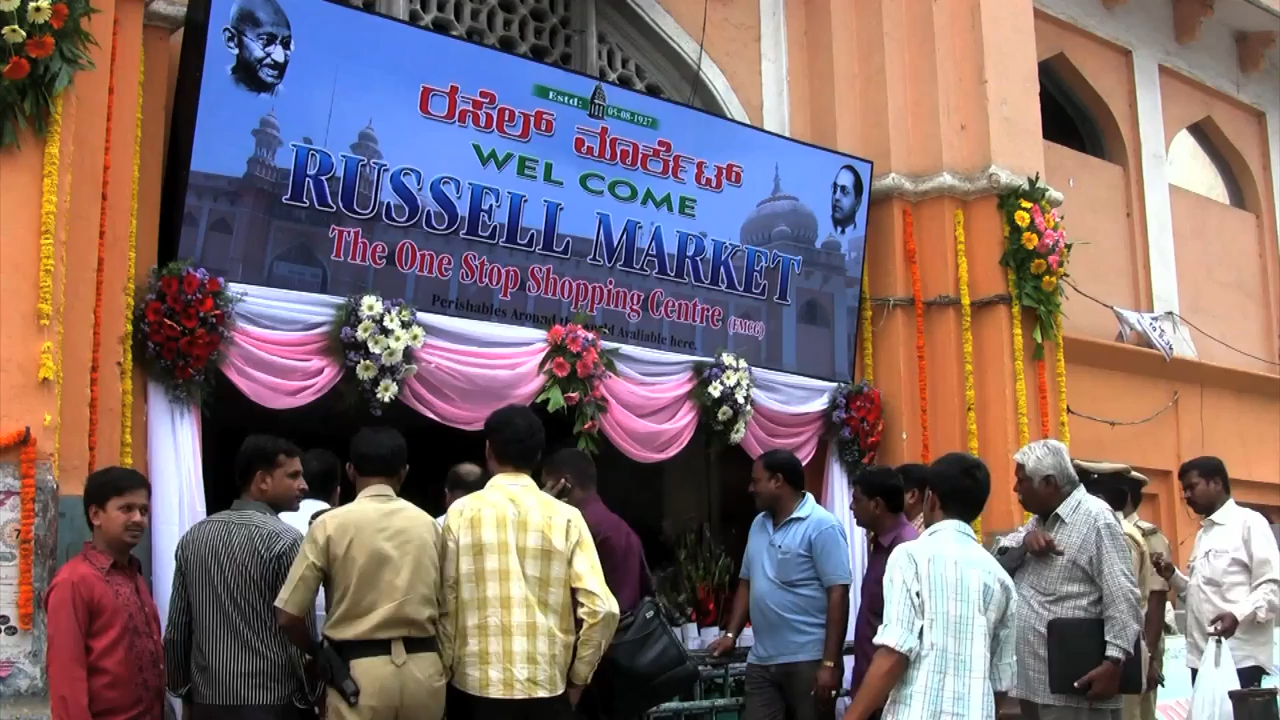 Estd: 05-08-1927
ರಸೆಲ್ ಮಾರ್ಕೆಟ್
WEL COME
RUSSELL MARKET
The One Stop Shopping Centre (FMCG)
Perishables Around the World Avaliable here.